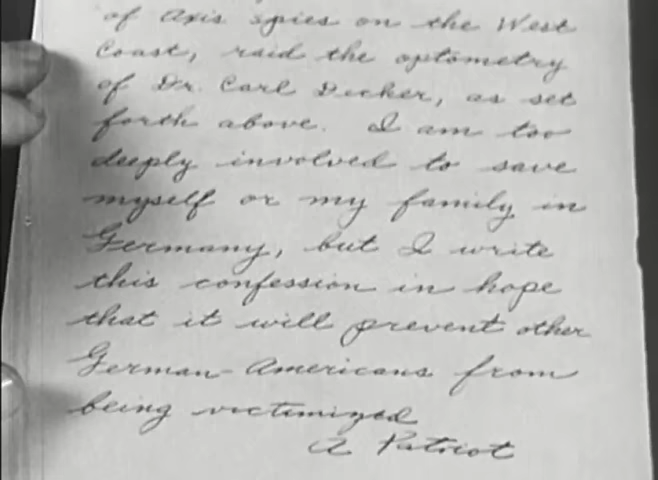 of Axis spies on the West
Coast, raid the optometry
of Dr. Carl Decker, as set
forth above. I am too
deeply involved to save
myself or my family in
Germany, but I write
this confession in hope
that it will prevent other
German-Americans from
being victimized
A Patriot